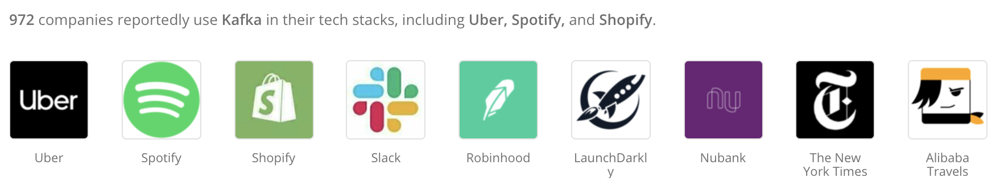 972 companies reportedly use Kafka in their tech stacks, including Uber, Spotify, and Shopify.
Uber
S
nu
T
Uber
Spotify
Shopify
Slack
Robinhood
LaunchDarkl
y
Nubank
The New
York Times
Alibaba
Travels